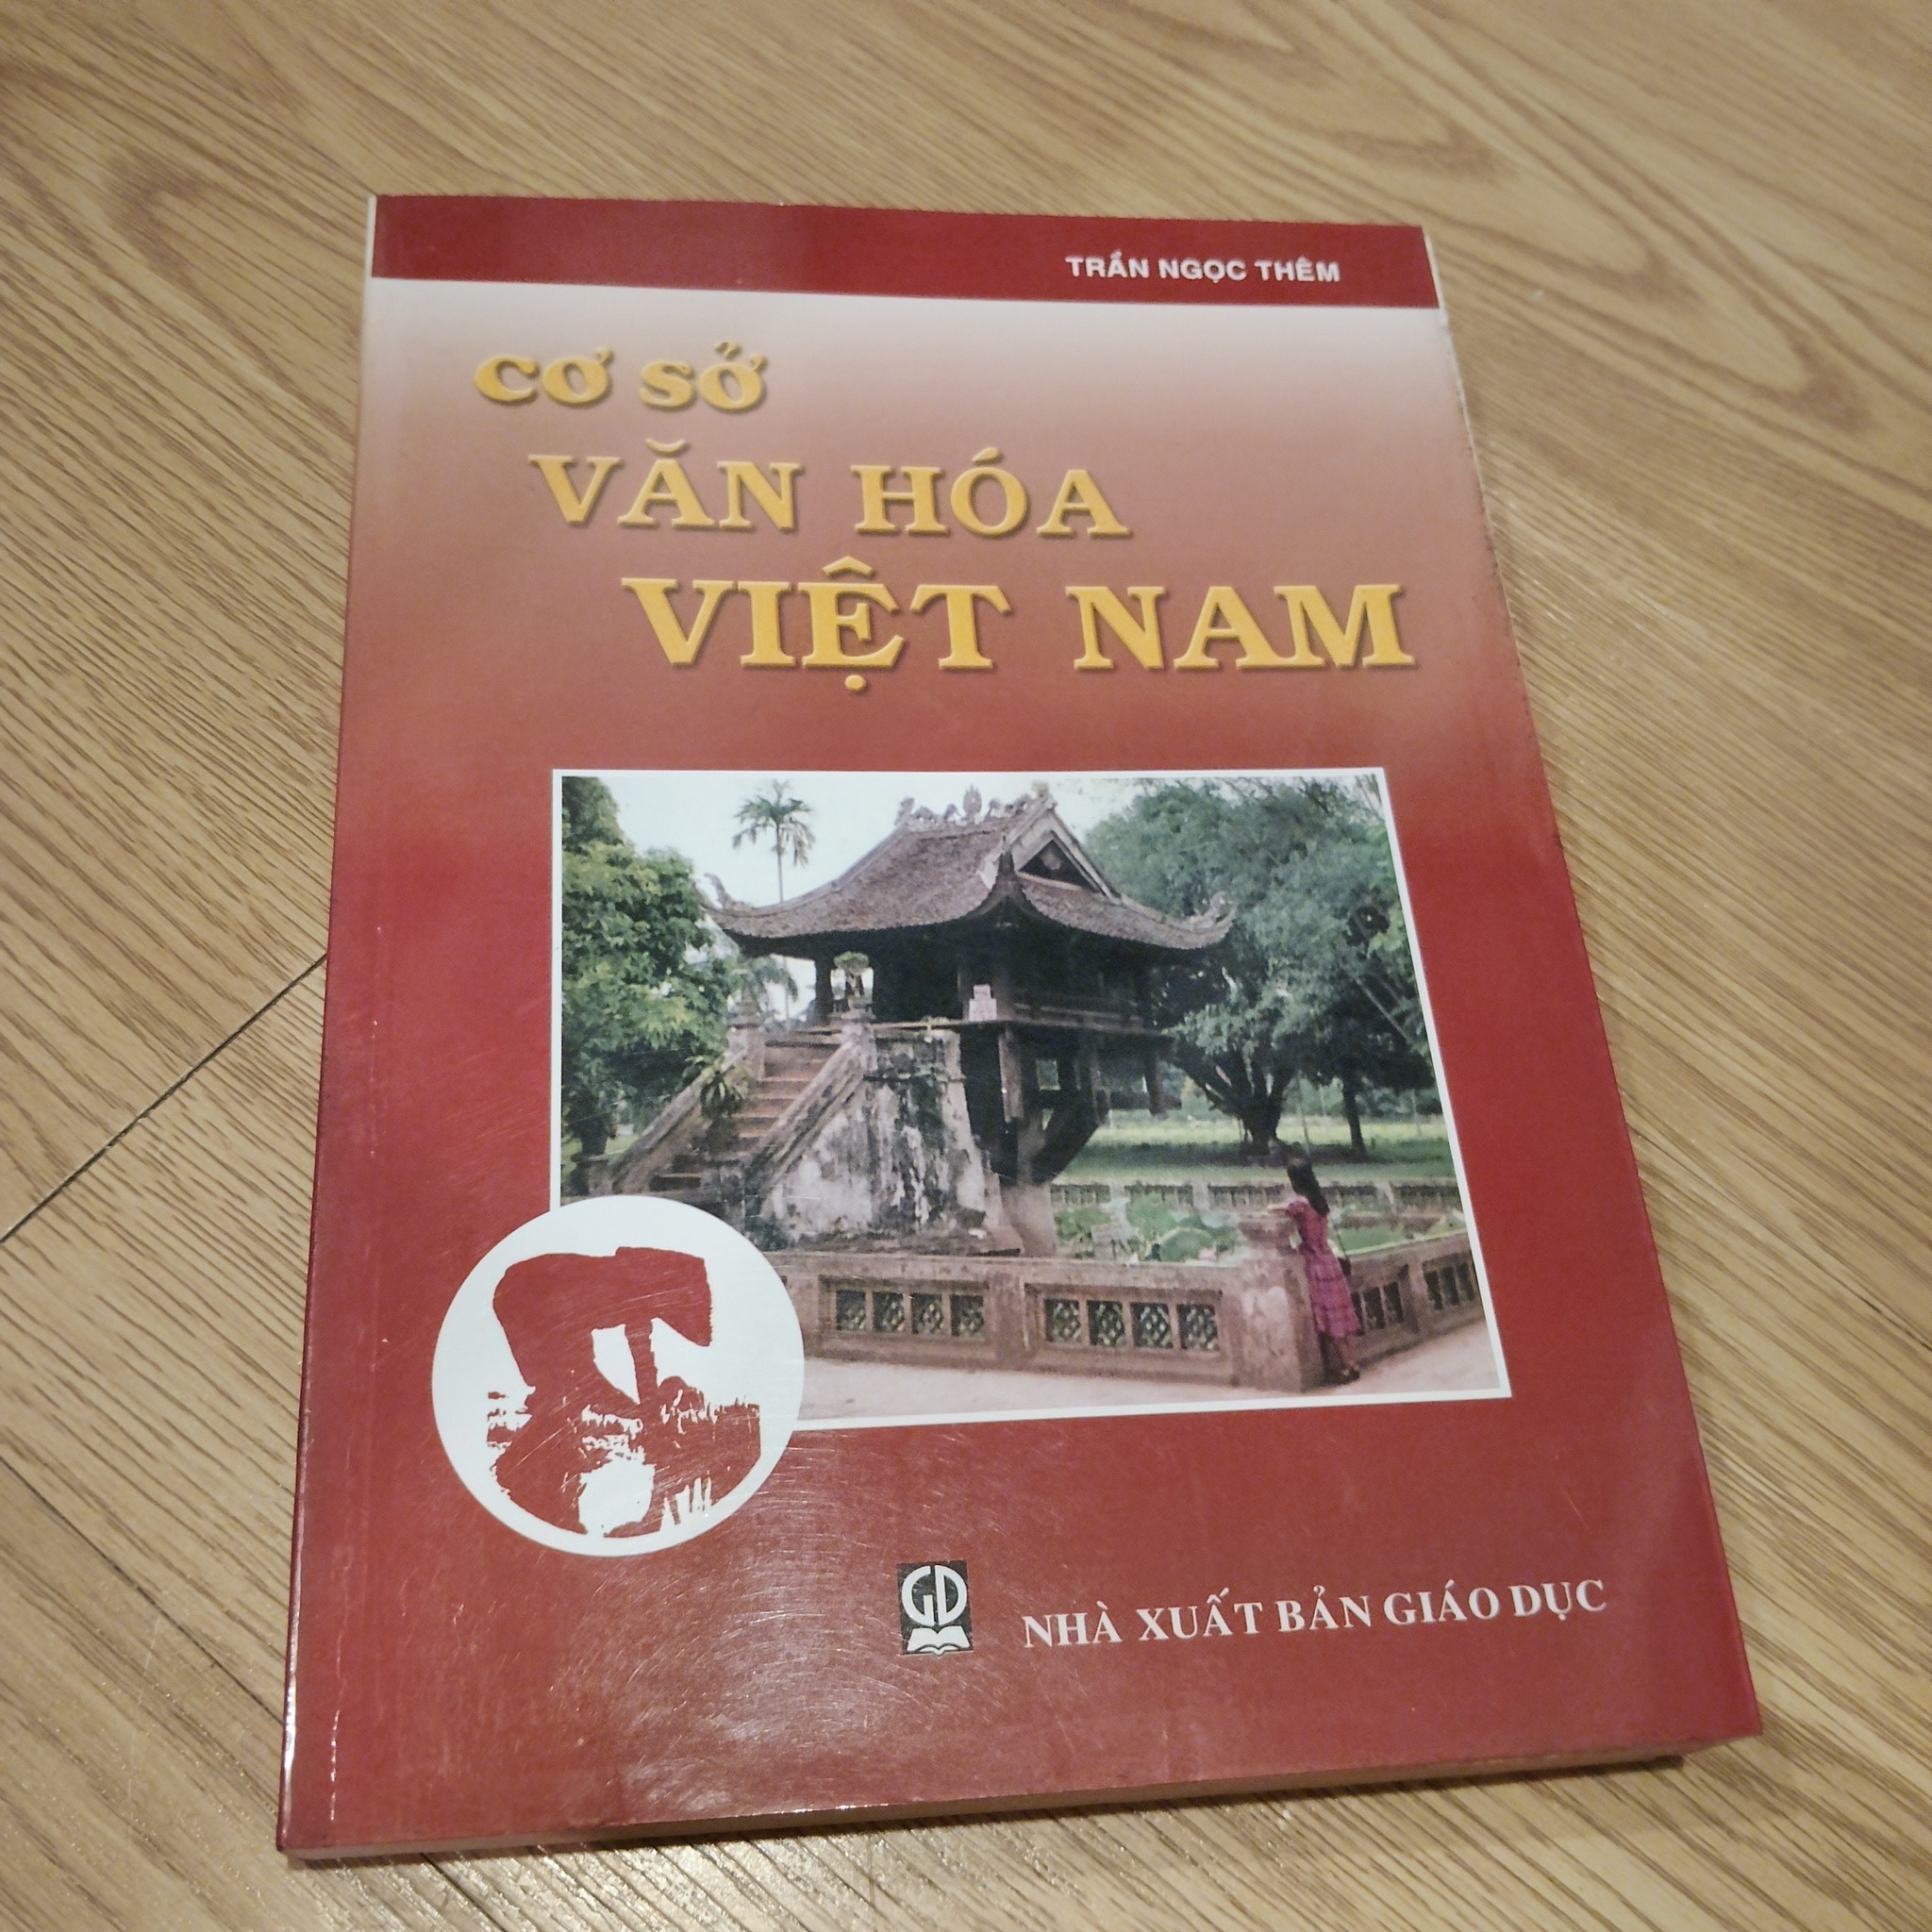 TRẦN NGỌC THÊM
CƠ SỞ
VĂN HÓA
VIỆT NAM
GD
NHÀ XUẤT BẢN GIÁO DỤC